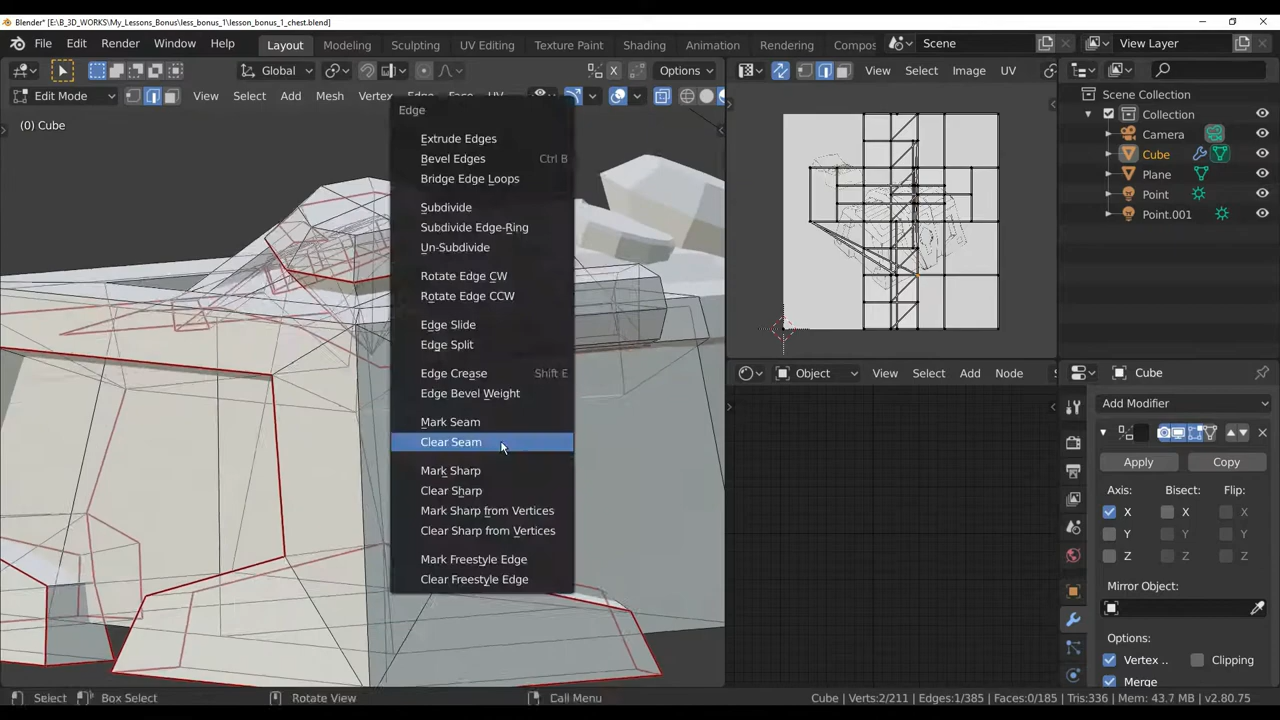 Blender* [E:\B_3D_WORKS\My_Lessons_Bonus\less_bonus_1\lesson_bonus_1_chest.blend]
File Edit Render Window Help Layout Modeling Sculpting UV Editing Texture Paint Shading Animation Rendering Compos Scene View Layer
Global Options View Select Image UV
Edit Mode View Select Add Mesh Vertex Edge Face UV
(0) Cube
Edge
Extrude Edges
Bevel Edges Ctrl B
Bridge Edge Loops
Subdivide
Subdivide Edge-Ring
Un-Subdivide
Rotate Edge CW
Rotate Edge CCW
Edge Slide
Edge Split
Edge Crease Shift E
Edge Bevel Weight
Mark Seam
Clear Seam
Mark Sharp
Clear Sharp
Mark Sharp from Vertices
Clear Sharp from Vertices
Mark Freestyle Edge
Clear Freestyle Edge
Object View Select Add Node
Scene Collection
Collection
Camera
Cube
Plane
Point
Point.001
Cube
Add Modifier
Apply Copy
Axis: Bisect: Flip:
X X X
Y Y Y
Z Z Z
Mirror Object:
Options:
Vertex .. Clipping
Merge
Select Box Select Rotate View Call Menu Cube | Verts:2/211 | Edges:1/385 | Faces:0/185 | Tris:336 | Mem: 43.7 MB | v2.80.75